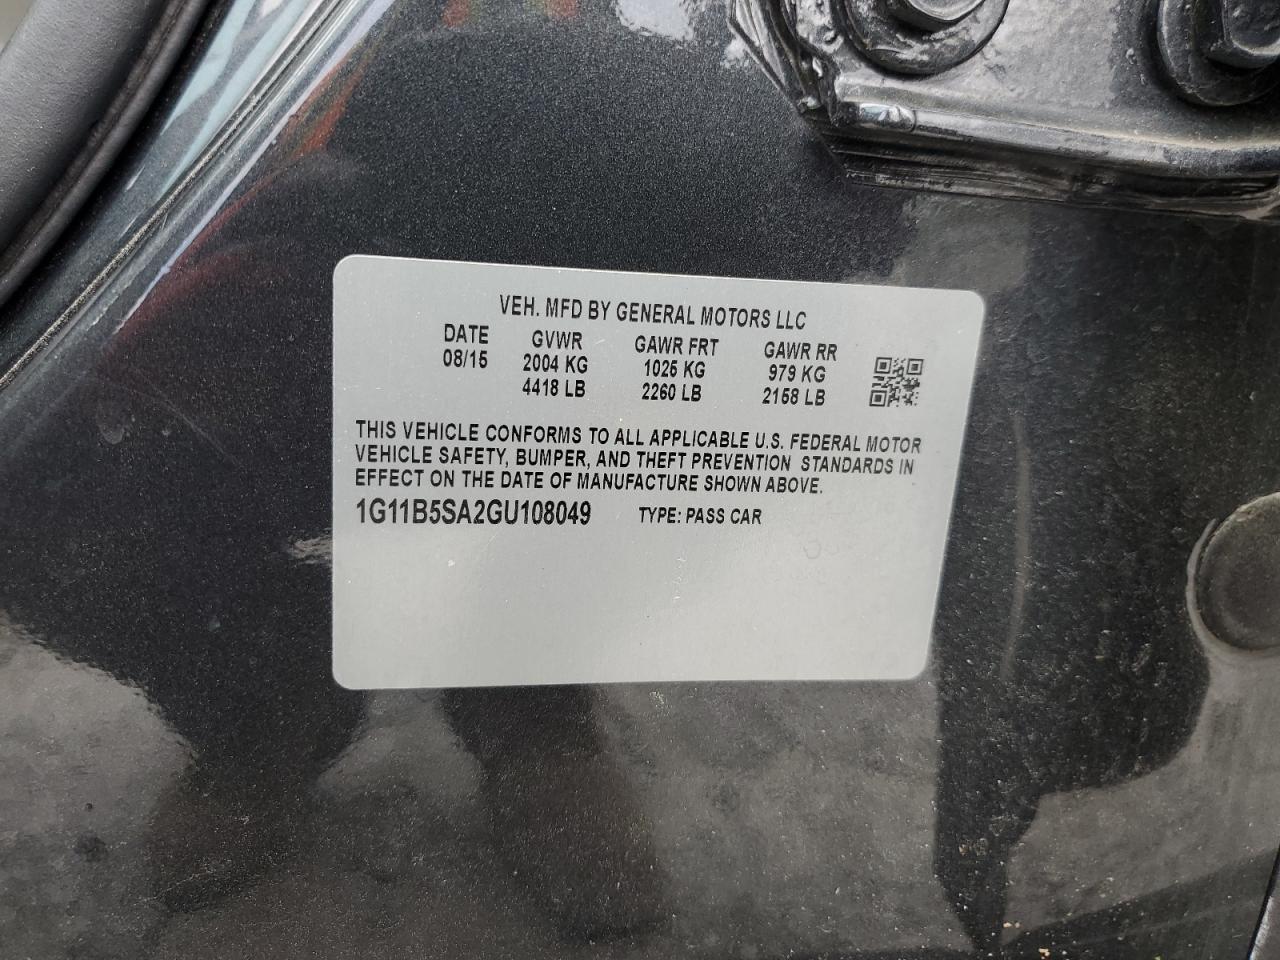 VEH. MFD BY GENERAL MOTORS LLC
DATE GVWR GAWR FRT GAWR RR
08/15 2004 KG 1025 KG 979 KG
4418 LB 2260 LB 2158 LB
THIS VEHICLE CONFORMS TO ALL APPLICABLE U.S. FEDERAL MOTOR
VEHICLE SAFETY, BUMPER, AND THEFT PREVENTION STANDARDS IN
EFFECT ON THE DATE OF MANUFACTURE SHOWN ABOVE.
1G11B5SA2GU108049 TYPE: PASS CAR